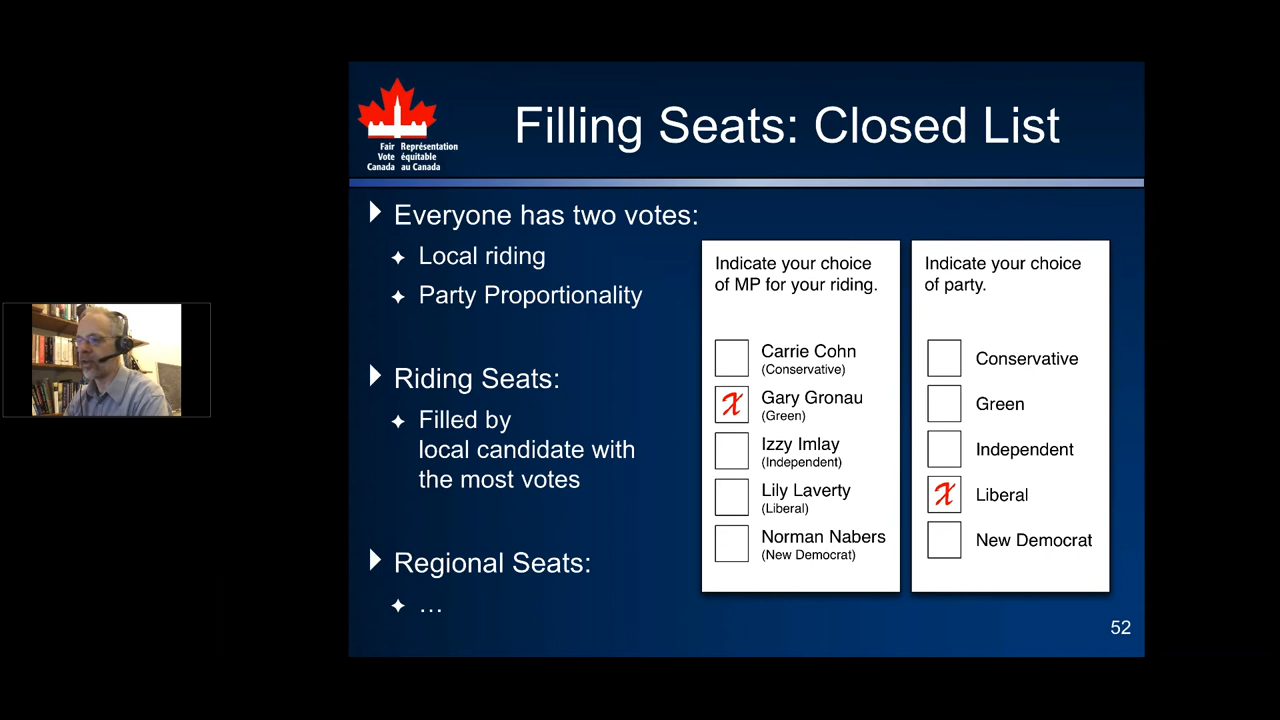 Fair Représentation
Vote équitable
Canada au Canada
Filling Seats: Closed List
Everyone has two votes:
Local riding
Party Proportionality
Riding Seats:
Filled by
local candidate with
the most votes
Regional Seats:
…
Indicate your choice
of MP for your riding.
Carrie Cohn
(Conservative)
X Gary Gronau
(Green)
Izzy Imlay
(Independent)
Lily Laverty
(Liberal)
Norman Nabers
(New Democrat)
Indicate your choice
of party.
Conservative
Green
Independent
X Liberal
New Democrat
52